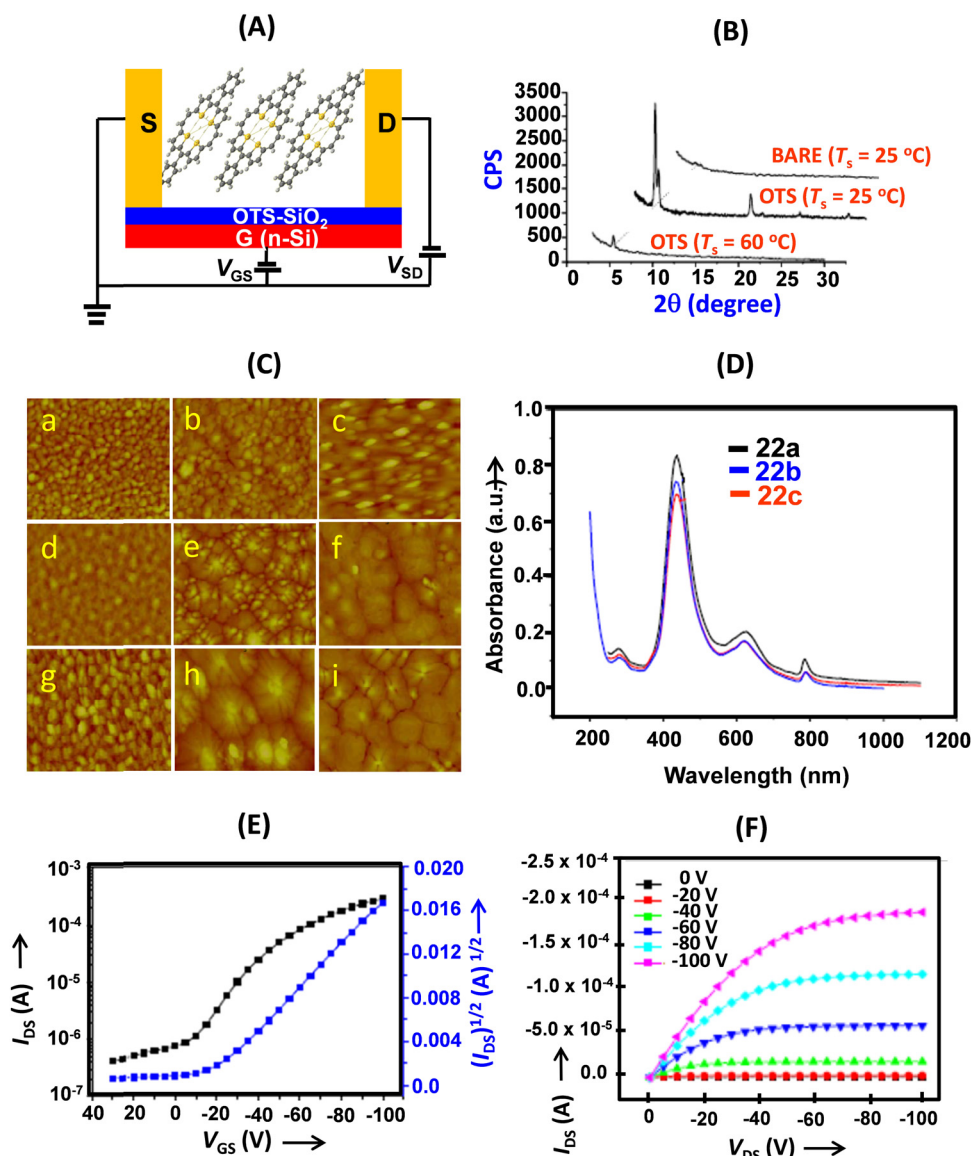 (A)
S
D
OTS-SiO2
G (n-Si)
VGS
VSD
(B)
CPS
3500
3000
2500
2000
1500
1000
500
0
BARE (Ts = 25 oC)
OTS (Ts = 25 oC)
OTS (Ts = 60 oC)
5 10 15 20 25 30
2θ (degree)
(C)
a b c
d e f
g h i
(D)
Absorbance (a.u.)
1.0
0.8
0.6
0.4
0.2
0.0
22a
22b
22c
200 400 600 800 1000 1200
Wavelength (nm)
(E)
IDS (A)
10-3
10-4
10-5
10-6
10-7
0.020
0.016
0.012
0.008
0.004
0.0
(IDS)1/2 (A)1/2
40 20 0 -20 -40 -60 -80 -100
VGS (V)
(F)
IDS (A)
-2.5 x 10-4
-2.0 x 10-4
-1.5 x 10-4
-1.0 x 10-4
-5.0 x 10-5
0.0
0 V
-20 V
-40 V
-60 V
-80 V
-100 V
0 -20 -40 -60 -80 -100
VDS (V)